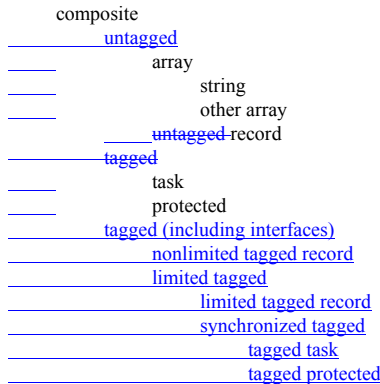 composite
untagged
array
string
other array
untagged record
tagged
task
protected
tagged (including interfaces)
nonlimited tagged record
limited tagged
limited tagged record
synchronized tagged
tagged task
tagged protected